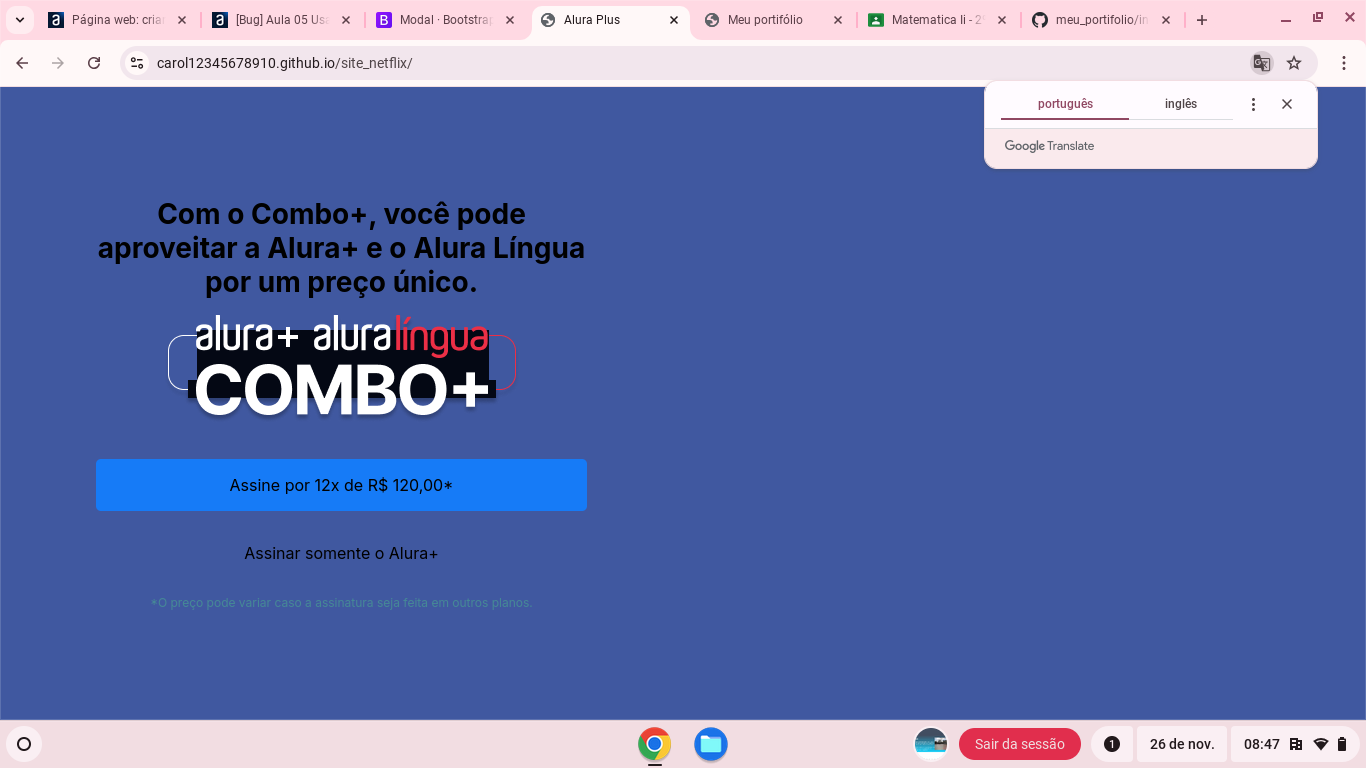 Página web: cria
[Bug] Aula 05 Us
Modal · Bootstrap
Alura Plus
Meu portifólio
Matematica Ii - 2
meu_portifolio/in
carol12345678910.github.io/site_netflix/
português inglês
Google Translate
Com o Combo+, você pode
aproveitar a Alura+ e o Alura Língua
por um preço único.
alura+ aluralíngua
COMBO+
Assine por 12x de R$ 120,00*
Assinar somente o Alura+
*O preço pode variar caso a assinatura seja feita em outros planos.
Sair da sessão
1
26 de nov.
08:47